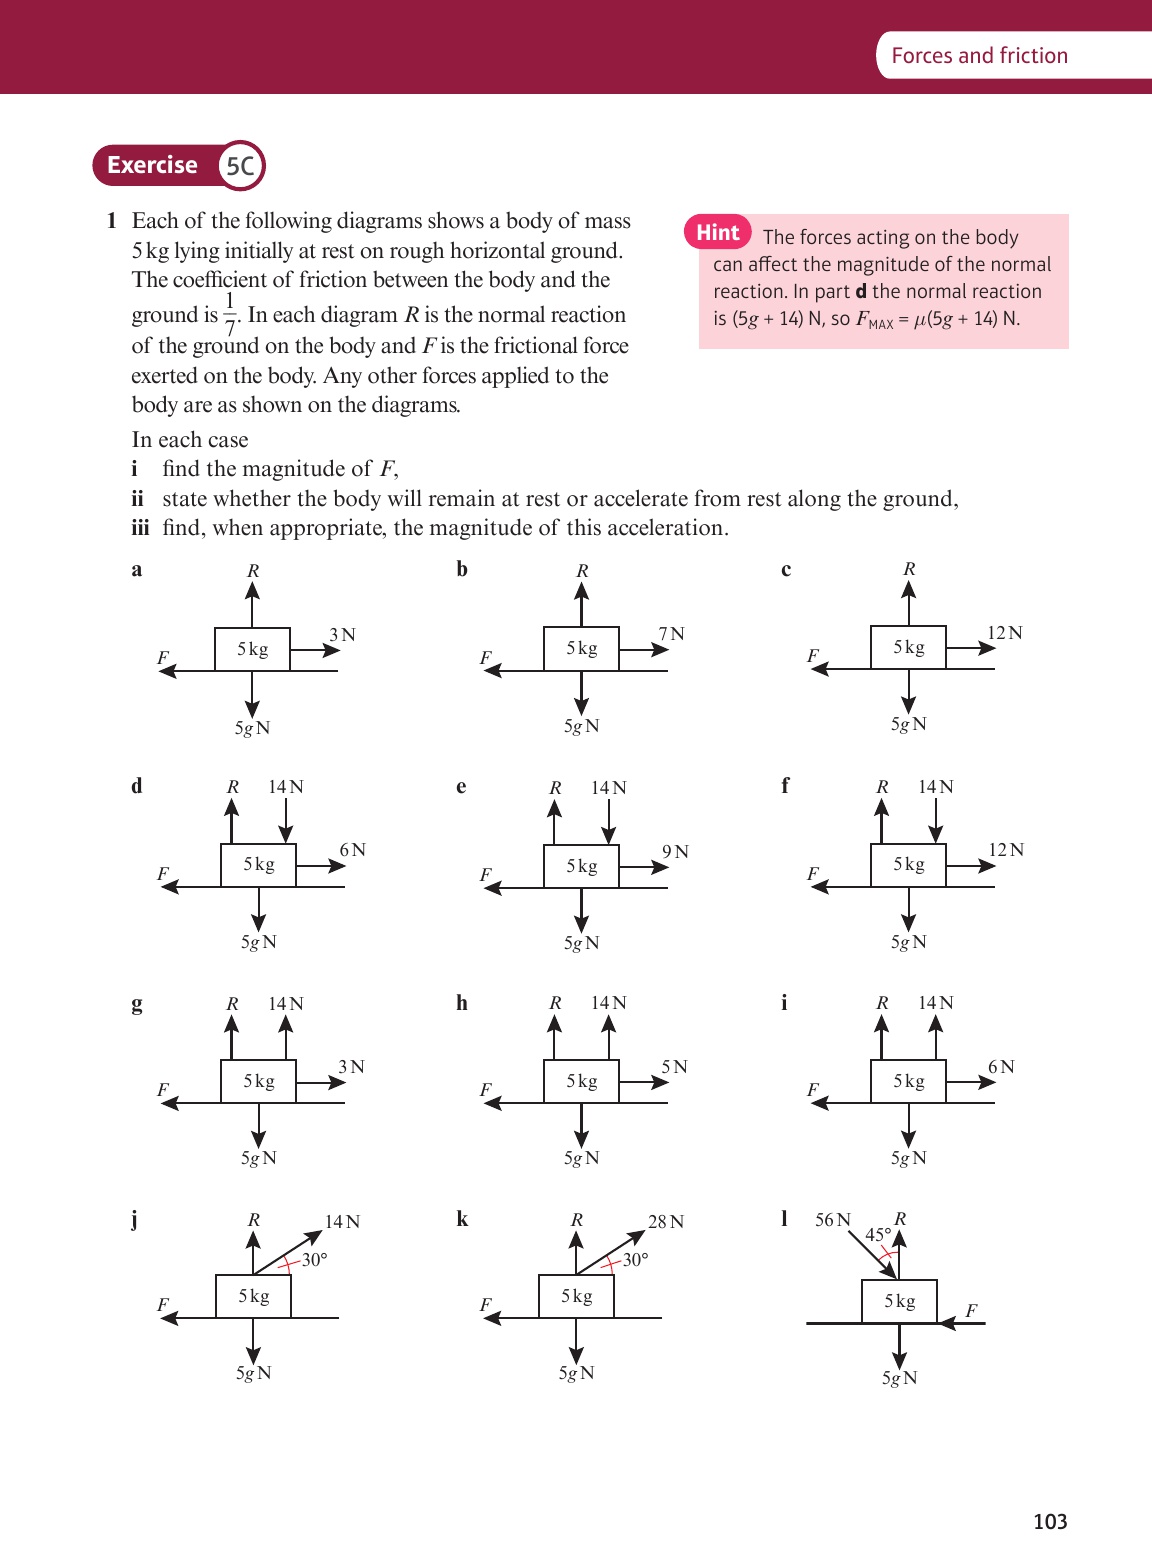 Forces and friction
Exercise 5C
1 Each of the following diagrams shows a body of mass
5 kg lying initially at rest on rough horizontal ground.
The coefficient of friction between the body and the
ground is 1/7. In each diagram R is the normal reaction
of the ground on the body and F is the frictional force
exerted on the body. Any other forces applied to the
body are as shown on the diagrams.
Hint The forces acting on the body
can affect the magnitude of the normal
reaction. In part d the normal reaction
is (5g + 14) N, so FMAX = μ(5g + 14) N.
In each case
i find the magnitude of F,
ii state whether the body will remain at rest or accelerate from rest along the ground,
iii find, when appropriate, the magnitude of this acceleration.
a
R
3 N
5 kg
F
5g N
b
R
7 N
5 kg
F
5g N
c
R
12 N
5 kg
F
5g N
d
R 14 N
6 N
5 kg
F
5g N
e
R 14 N
9 N
5 kg
F
5g N
f
R 14 N
12 N
5 kg
F
5g N
g
R 14 N
3 N
5 kg
F
5g N
h
R 14 N
5 N
5 kg
F
5g N
i
R 14 N
6 N
5 kg
F
5g N
j
R
14 N
30°
5 kg
F
5g N
k
R
28 N
30°
5 kg
F
5g N
l
56 N R
45°
5 kg
F
5g N
103